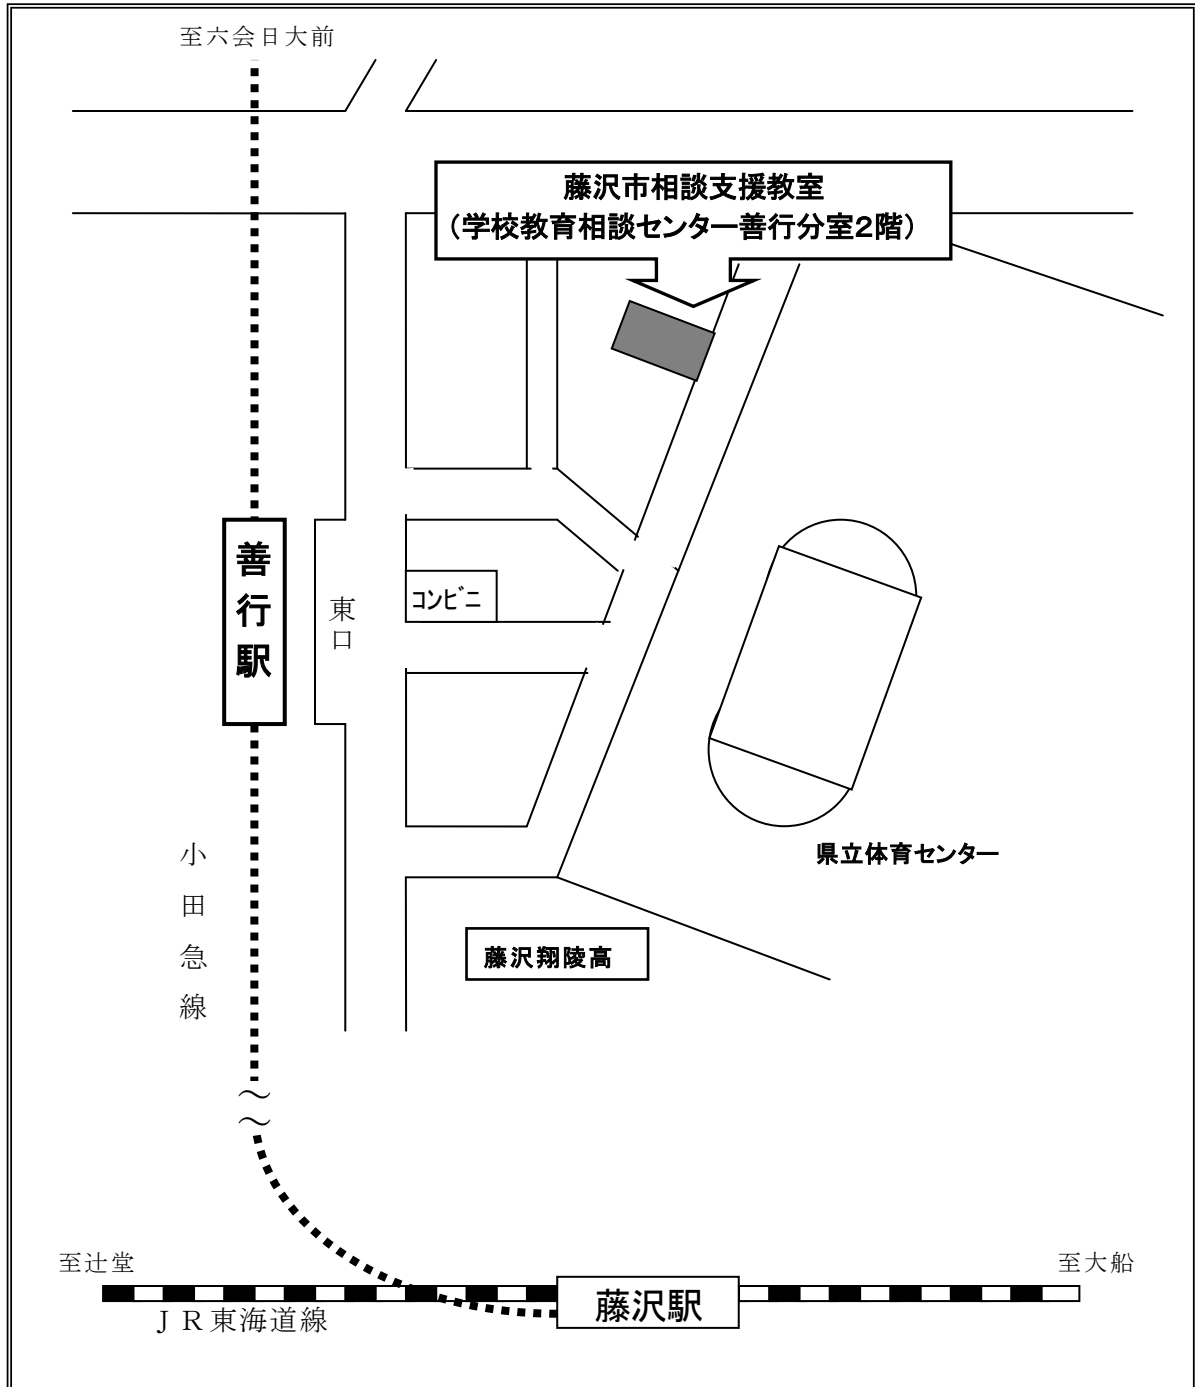 至六会日大前
藤沢市相談支援教室
（学校教育相談センター善行分室２階）
善行駅
東口
コンビニ
小田急線
県立体育センター
藤沢翔陵高
至辻堂
至大船
ＪＲ東海道線
藤沢駅